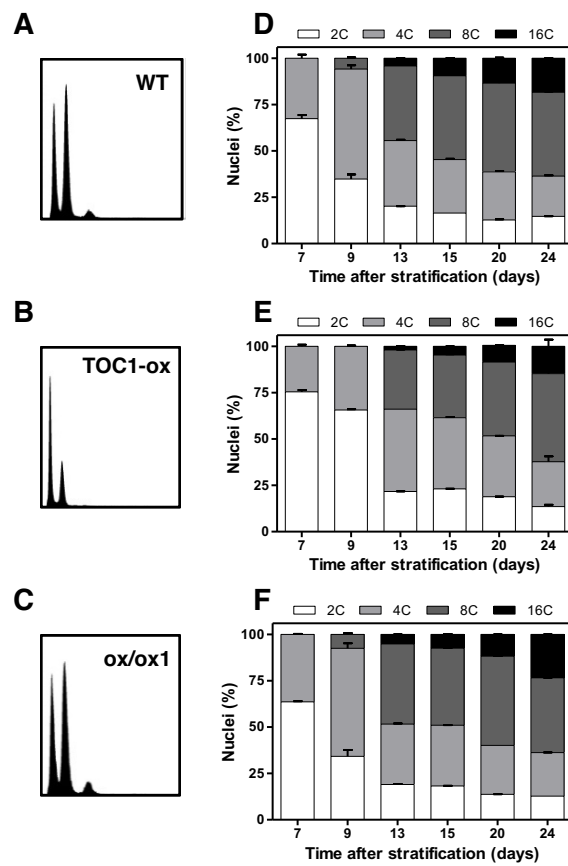 A
WT
D
2C 4C 8C 16C
100
75
50
25
0
Nuclei (%)
7 9 13 15 20 24
Time after stratification (days)
B
TOC1-ox
E
2C 4C 8C 16C
100
75
50
25
0
Nuclei (%)
7 9 13 15 20 24
Time after stratification (days)
C
ox/ox1
F
2C 4C 8C 16C
100
75
50
25
0
Nuclei (%)
7 9 13 15 20 24
Time after stratification (days)